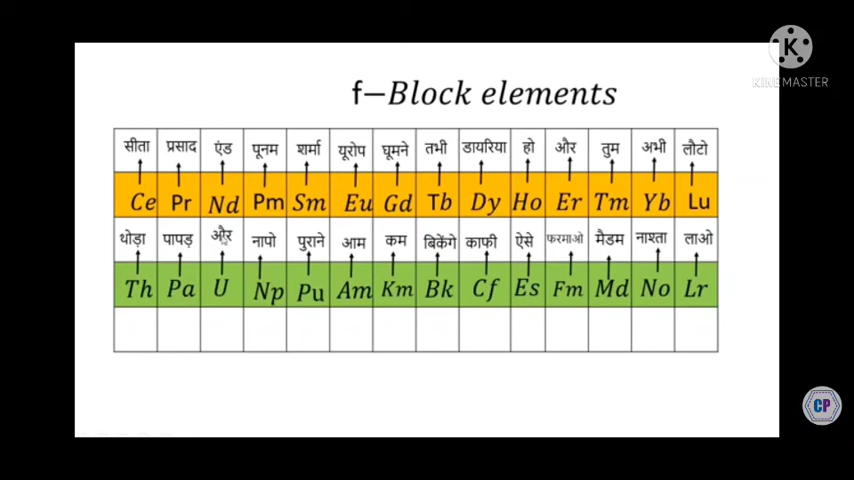 K
KINEMASTER
f–Block elements
सीता प्रसाद एंड पूनम शर्मा यूरोप घूमने तभी डायरिया हो और तुम अभी लौटो
Ce Pr Nd Pm Sm Eu Gd Tb Dy Ho Er Tm Yb Lu
थोड़ा पापड़ और नापो पुराने आम कम बिकेंगे काफी ऐसे फरमाओ मैडम नाश्ता लाओ
Th Pa U Np Pu Am Km Bk Cf Es Fm Md No Lr
CP